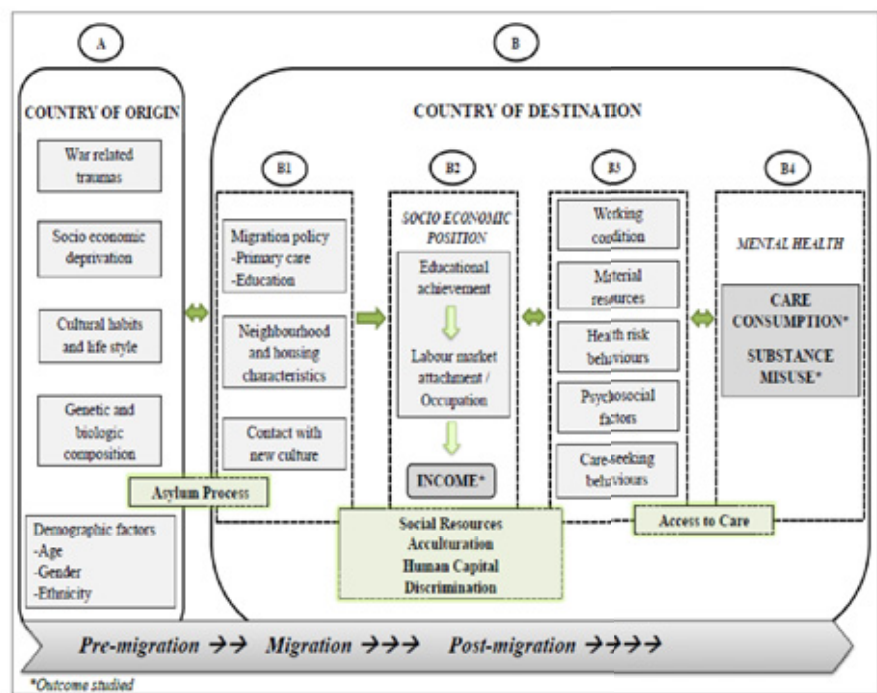 A
B
COUNTRY OF ORIGIN
War related
traumas
Socio economic
deprivation
Cultural habits
and life style
Genetic and
biologic
composition
Demographic factors
-Age
-Gender
-Ethnicity
Asylum Process
COUNTRY OF DESTINATION
B1
Migration policy
-Primary care
-Education
Neighbourhood
and housing
characteristics
Contact with
new culture
B2
SOCIO ECONOMIC
POSITION
Educational
achievement
Labour market
attachment /
Occupation
INCOME*
Social Resources
Acculturation
Human Capital
Discrimination
B3
Working
condition
Material
resources
Health risk
behaviours
Psychosocial
factors
Care-seeking
behaviours
Access to Care
B4
MENTAL HEALTH
CARE
CONSUMPTION*
SUBSTANCE
MISUSE*
Pre-migration →→ Migration →→→ Post-migration →→→→
*Outcome studied